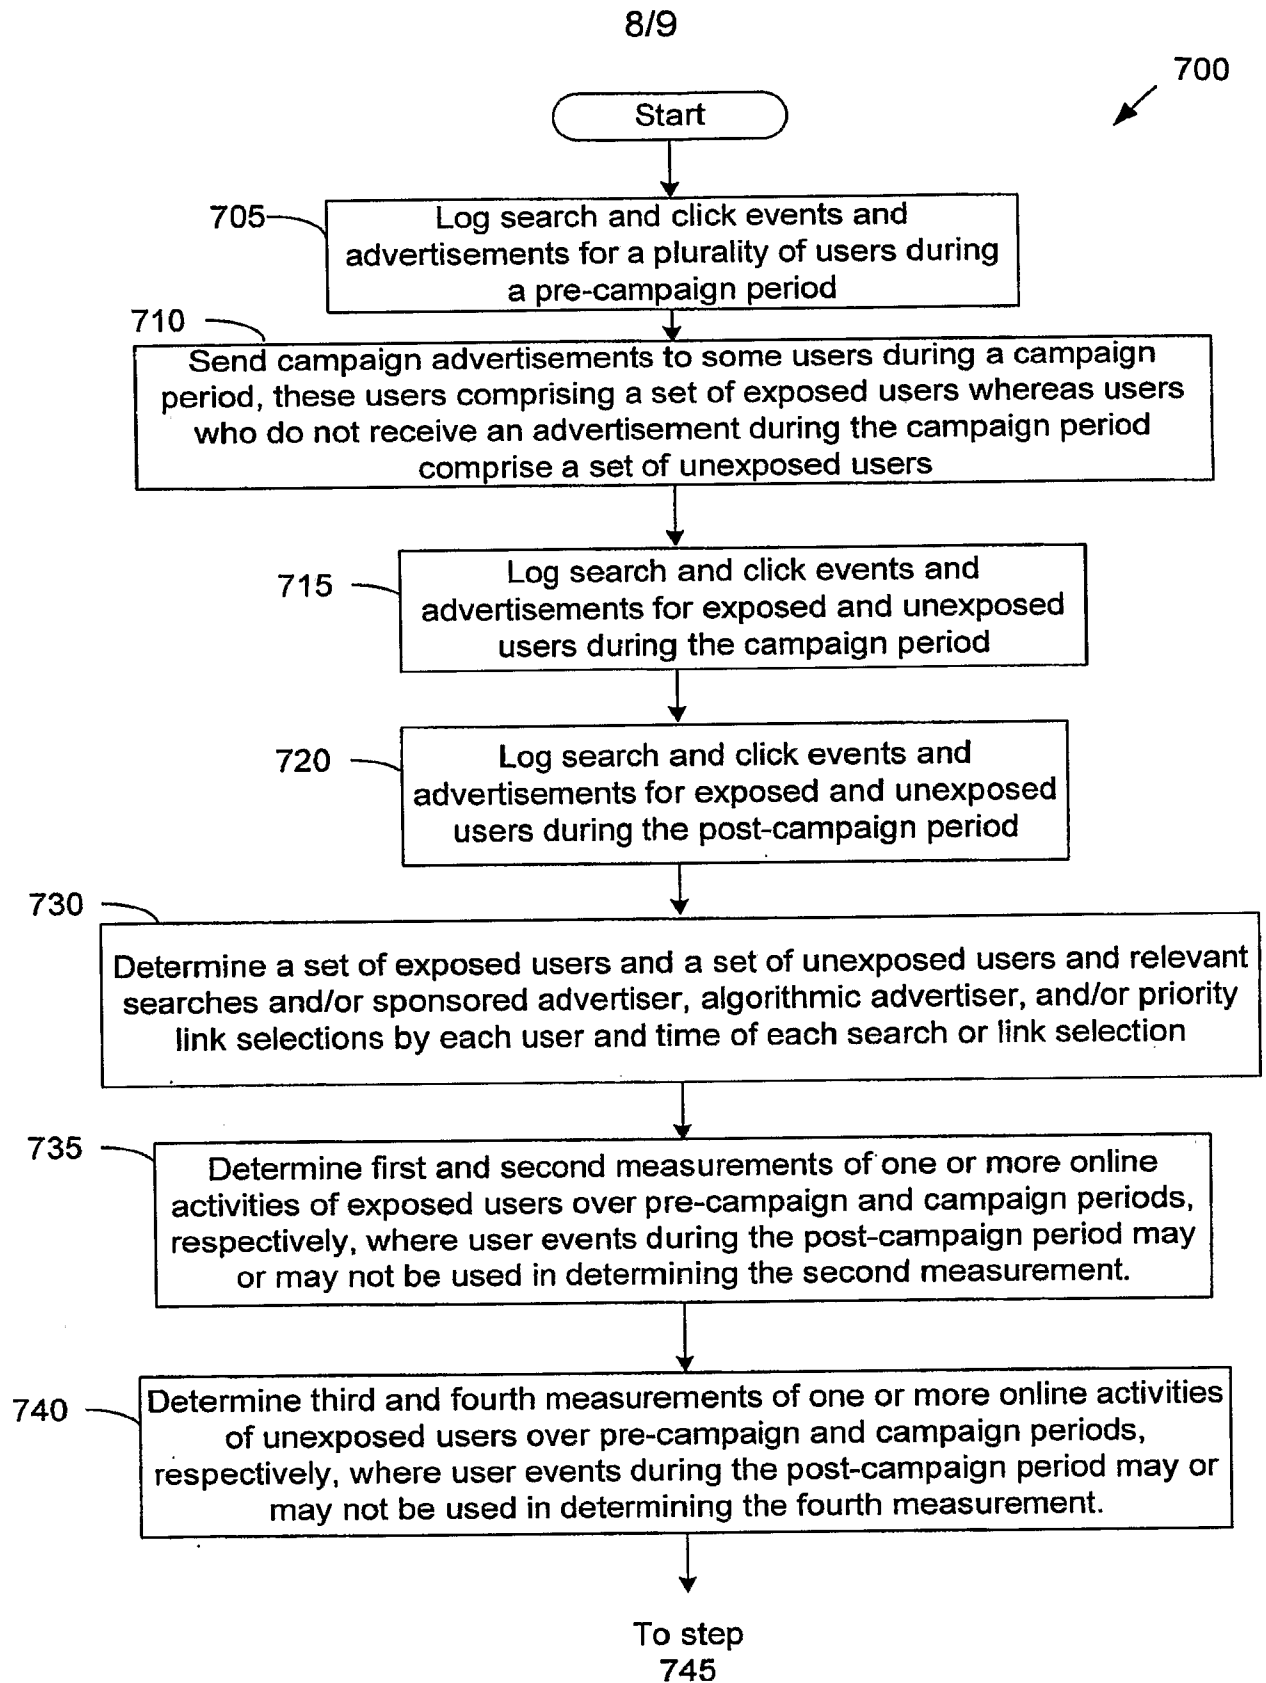 8/9
700
Start
705
Log search and click events and
advertisements for a plurality of users during
a pre-campaign period
710
Send campaign advertisements to some users during a campaign
period, these users comprising a set of exposed users whereas users
who do not receive an advertisement during the campaign period
comprise a set of unexposed users
715
Log search and click events and
advertisements for exposed and unexposed
users during the campaign period
720
Log search and click events and
advertisements for exposed and unexposed
users during the post-campaign period
730
Determine a set of exposed users and a set of unexposed users and relevant
searches and/or sponsored advertiser, algorithmic advertiser, and/or priority
link selections by each user and time of each search or link selection
735
Determine first and second measurements of one or more online
activities of exposed users over pre-campaign and campaign periods,
respectively, where user events during the post-campaign period may
or may not be used in determining the second measurement.
740
Determine third and fourth measurements of one or more online activities
of unexposed users over pre-campaign and campaign periods,
respectively, where user events during the post-campaign period may or
may not be used in determining the fourth measurement.
To step
745